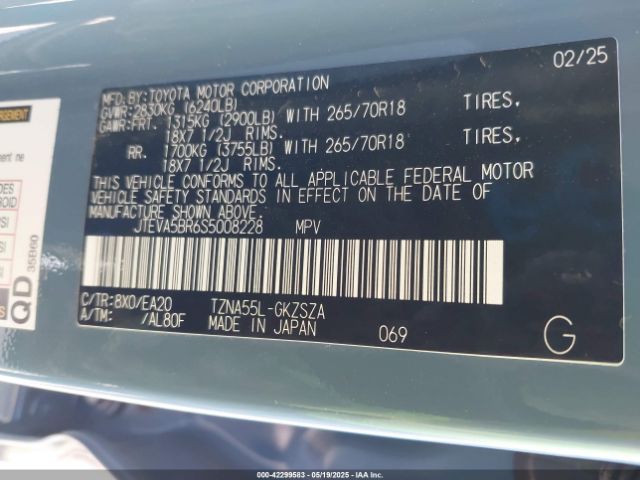 02/25
MFD.BY:TOYOTA MOTOR CORPORATION
GVWR:2830KG (6240LB)
GAWR:FRT. 1315KG (2900LB) WITH 265/70R18 TIRES.
18X7 1/2J RIMS.
RR. 1700KG (3755LB) WITH 265/70R18 TIRES.
18X7 1/2J RIMS.
THIS VEHICLE CONFORMS TO ALL APPLICABLE FEDERAL MOTOR
VEHICLE SAFETY STANDARDS IN EFFECT ON THE DATE OF
MANUFACTURE SHOWN ABOVE.
JTEVA5BR6S5008228 MPV
C/TR:8X0/EA20 TZNA55L-GKZSZA
A/TM: /AL80F MADE IN JAPAN 069 G
QD
35B60
000-42299583 - 05/19/2025 - IAAI.COM